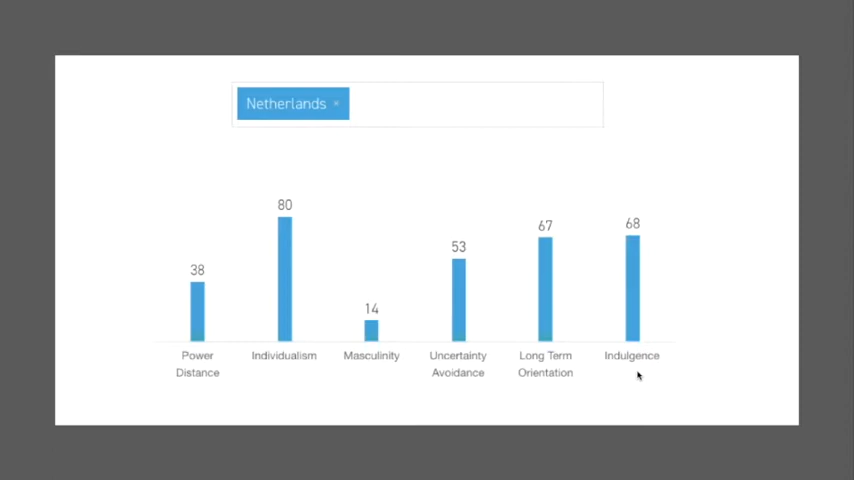 Netherlands ×
80
68
67
53
38
14
Power Individualism Masculinity Uncertainty Long Term Indulgence
Distance Avoidance Orientation